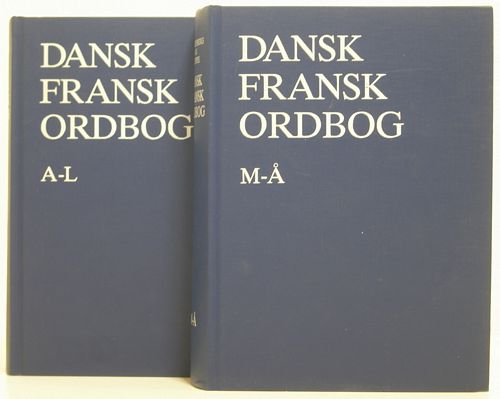 DANSK
FRANSK
ORDBOG
A-L
DANSK
FRANSK
ORDBOG
M-Å